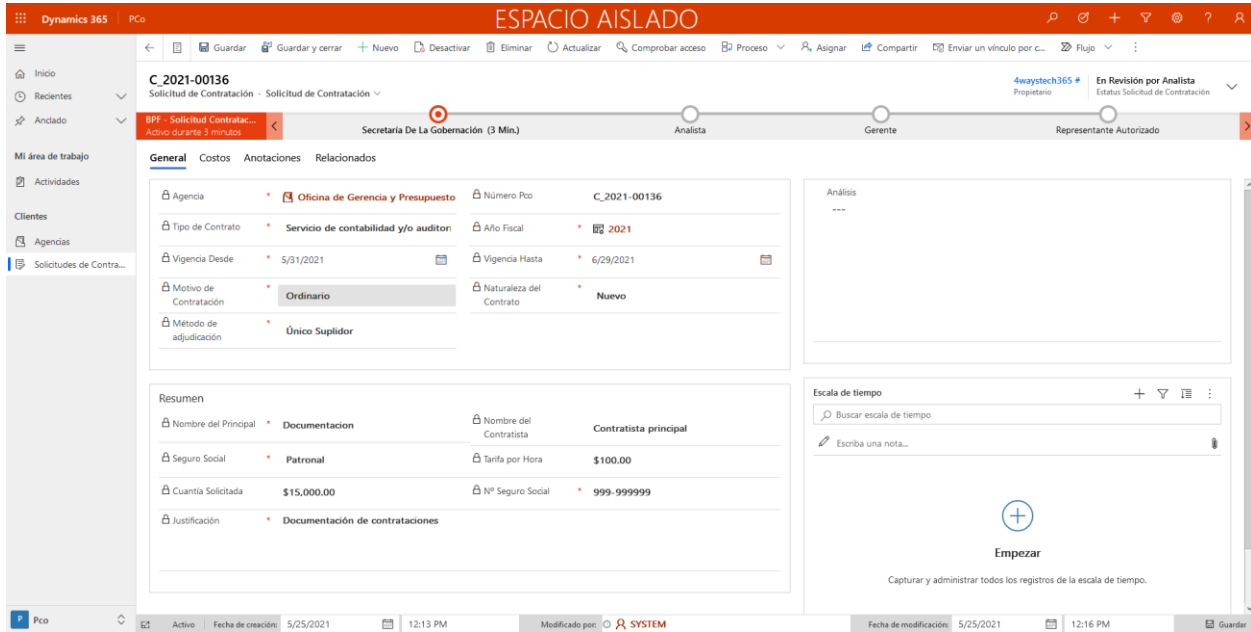 Dynamics 365 PCo ESPACIO AISLADO
Guardar Guardar y cerrar Nuevo Desactivar Eliminar Actualizar Comprobar acceso Proceso Asignar Compartir Enviar un vínculo por c... Flujo
Inicio
Recientes
Anclado
Mi área de trabajo
Actividades
Clientes
Agencias
Solicitudes de Contra...
C_2021-00136
Solicitud de Contratación · Solicitud de Contratación
4waystech365 #
Propietario
En Revisión por Analista
Estatus Solicitud de Contratación
BPF - Solicitud Contratac...
Activo durante 3 minutos
Secretaría De La Gobernación (3 Min.) Analista Gerente Representante Autorizado
General Costos Anotaciones Relacionados
Agencia * Oficina de Gerencia y Presupuesto Número Pco C_2021-00136
Tipo de Contrato * Servicio de contabilidad y/o auditorí Año Fiscal * 2021
Vigencia Desde * 5/31/2021 Vigencia Hasta * 6/29/2021
Motivo de
Contratación * Ordinario
Naturaleza del
Contrato * Nuevo
Método de
adjudicación * Único Suplidor
Análisis
---
Resumen
Nombre del Principal * Documentacion
Nombre del
Contratista Contratista principal
Seguro Social * Patronal Tarifa por Hora $100.00
Cuantía Solicitada $15,000.00 Nº Seguro Social * 999-999999
Justificación * Documentación de contrataciones
Escala de tiempo
Buscar escala de tiempo
Escriba una nota...
Empezar
Capturar y administrar todos los registros de la escala de tiempo.
P Pco
Activo Fecha de creación: 5/25/2021 12:13 PM Modificado por: SYSTEM Fecha de modificación: 5/25/2021 12:16 PM Guardar